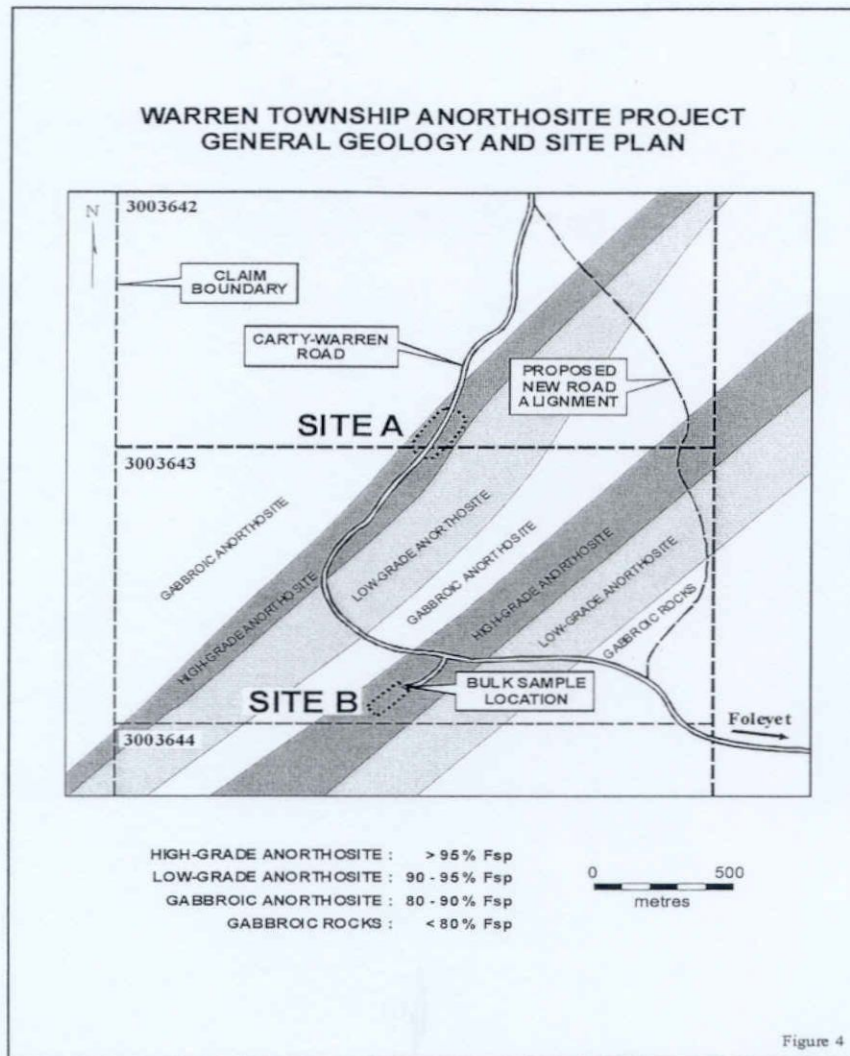 WARREN TOWNSHIP ANORTHOSITE PROJECT
GENERAL GEOLOGY AND SITE PLAN
N
3003642
CLAIM
BOUNDARY
CARTY-WARREN
ROAD
PROPOSED
NEW ROAD
ALIGNMENT
SITE A
3003643
GABBROIC ANORTHOSITE
HIGH-GRADE ANORTHOSITE
LOW-GRADE ANORTHOSITE
GABBROIC ANORTHOSITE
HIGH-GRADE ANORTHOSITE
LOW-GRADE ANORTHOSITE
GABBROIC ROCKS
SITE B
BULK SAMPLE
LOCATION
3003644
Foleyet
HIGH-GRADE ANORTHOSITE : > 95% Fsp
LOW-GRADE ANORTHOSITE : 90 - 95% Fsp
GABBROIC ANORTHOSITE : 80 - 90% Fsp
GABBROIC ROCKS : < 80% Fsp
0 500
metres
Figure 4